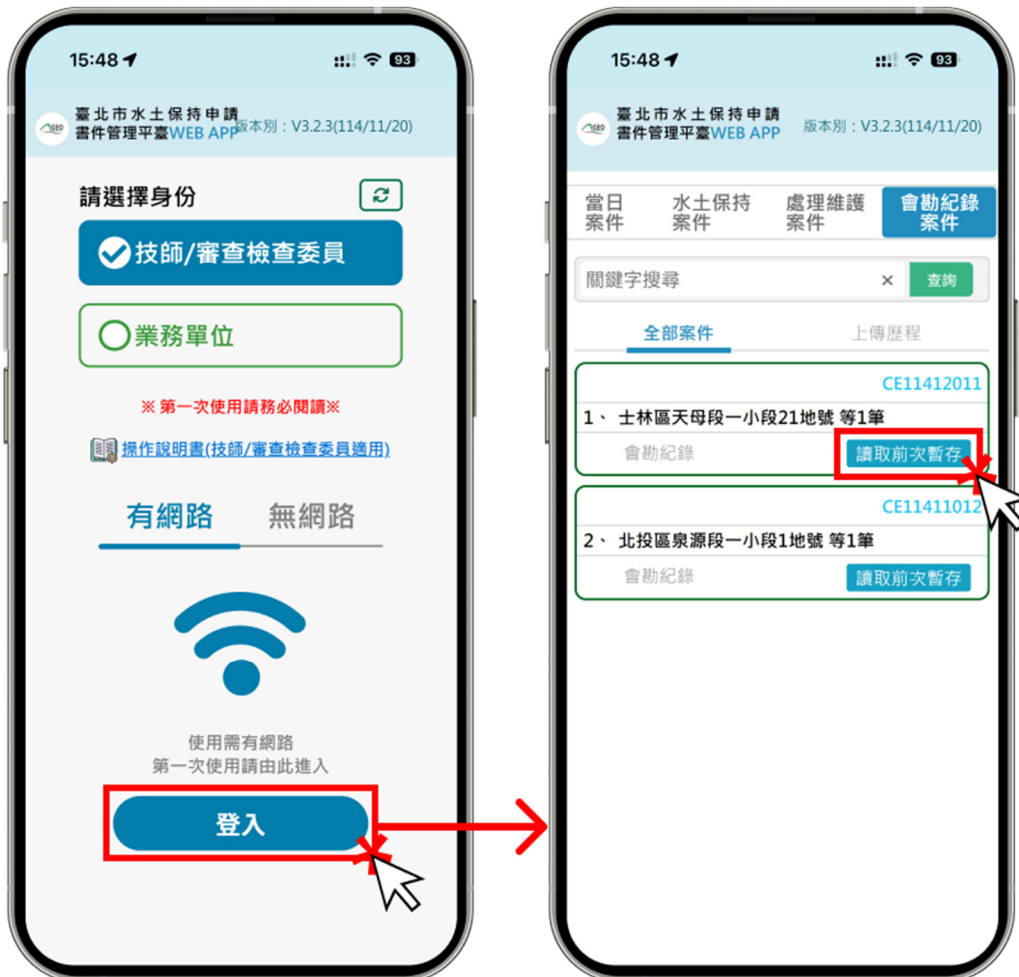 15:48
93
臺北市水土保持申請
書件管理平臺WEB APP
版本別：V3.2.3(114/11/20)
請選擇身份
技師/審查檢查委員
業務單位
※ 第一次使用請務必閱讀※
操作說明書(技師/審查檢查委員適用)
有網路
無網路
使用需有網路
第一次使用請由此進入
登入
15:48
93
臺北市水土保持申請
書件管理平臺WEB APP
版本別：V3.2.3(114/11/20)
當日
案件
水土保持
案件
處理維護
案件
會勘紀錄
案件
關鍵字搜尋
×
查詢
全部案件
上傳歷程
CE11412011
1、 士林區天母段一小段21地號 等1筆
會勘紀錄
讀取前次暫存
CE11411012
2、 北投區泉源段一小段1地號 等1筆
會勘紀錄
讀取前次暫存